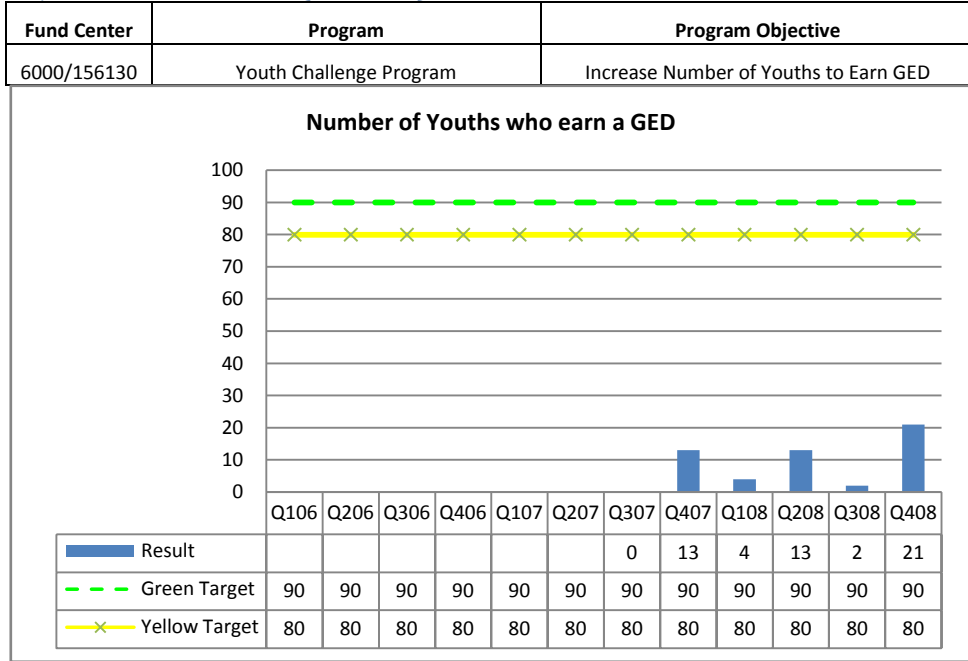 Fund Center Program Program Objective
6000/156130 Youth Challenge Program Increase Number of Youths to Earn GED
Number of Youths who earn a GED
100
90
80
70
60
50
40
30
20
10
0
Q106 Q206 Q306 Q406 Q107 Q207 Q307 Q407 Q108 Q208 Q308 Q408
Result 0 13 4 13 2 21
Green Target 90 90 90 90 90 90 90 90 90 90 90 90
Yellow Target 80 80 80 80 80 80 80 80 80 80 80 80